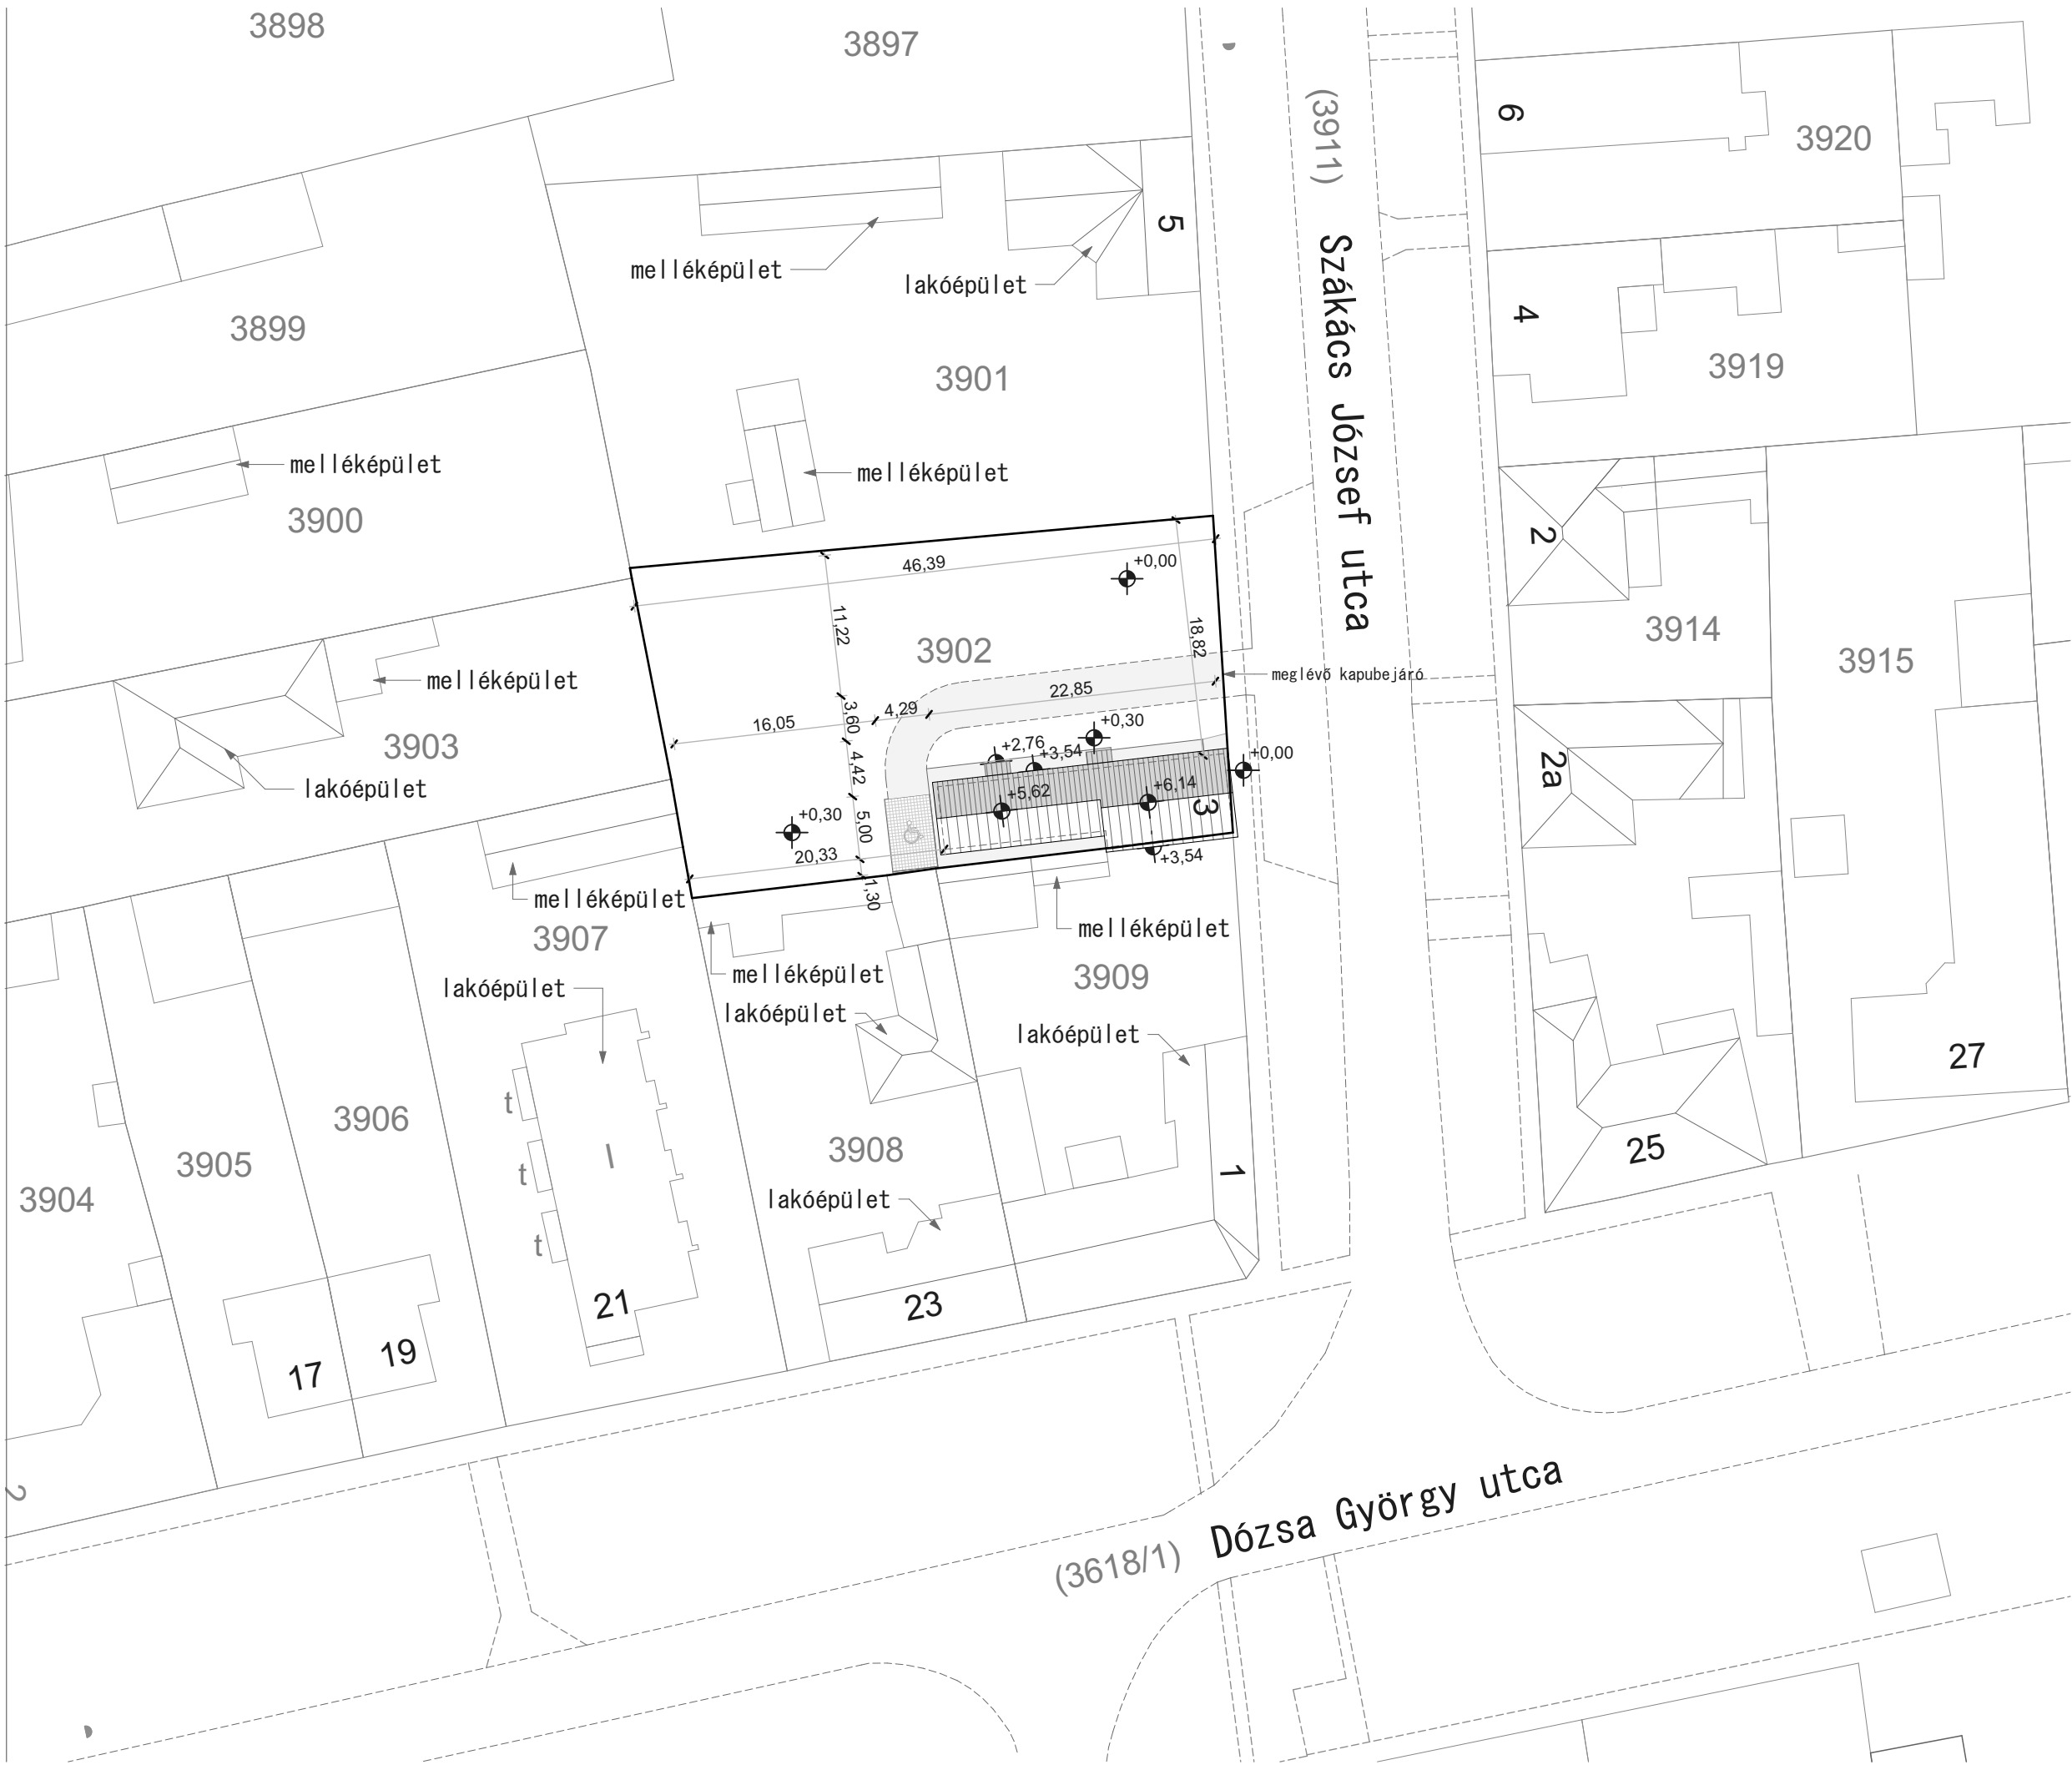 3898
3897
(3911)
6
3920
5
melléképület
lakóépület
Szákács József utca
4
3899
3901
3919
melléképület
melléképület
3900
2
46,39
+0,00
11,22
3902
18,82
3914
3915
melléképület
meglévő kapubejáró
22,85
4,29
3,60
16,05
+0,30
3903
+2,76
+3,54
+0,00
2a
lakóépület
4,42
+5,62
+6,14
3
+0,30
5,00
20,33
+3,54
1,30
melléképület
melléképület
3907
melléképület
3909
lakóépület
lakóépület
lakóépület
27
t
3906
3908
25
3905
t
I
1
3904
lakóépület
t
21
23
17
19
2
(3618/1) Dózsa György utca